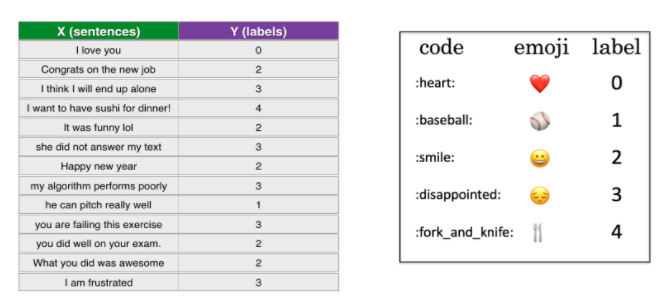 X (sentences) Y (labels)
I love you 0
Congrats on the new job 2
I think I will end up alone 3
I want to have sushi for dinner! 4
It was funny lol 2
she did not answer my text 3
Happy new year 2
my algorithm performs poorly 3
he can pitch really well 1
you are failing this exercise 3
you did well on your exam. 2
What you did was awesome 2
I am frustrated 3
code emoji label
:heart: ❤️ 0
:baseball: ⚾ 1
:smile: 😀 2
:disappointed: 😔 3
:fork_and_knife: 🍴 4